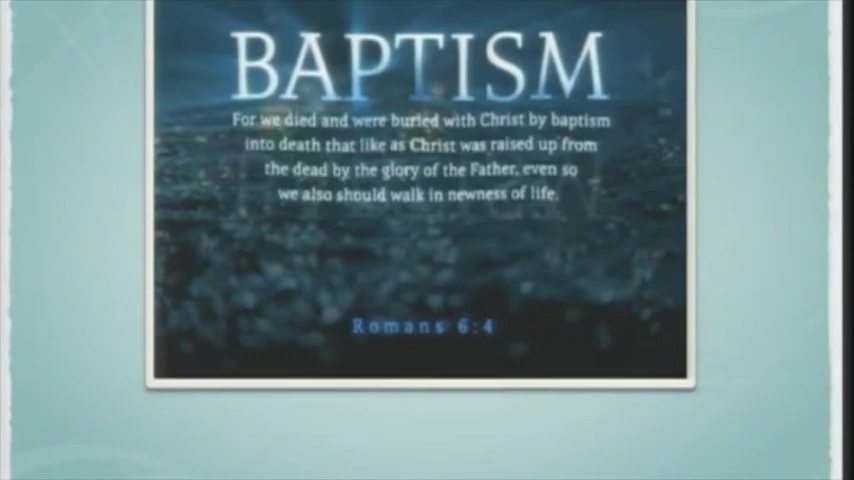 BAPTISM
For we died and were buried with Christ by baptism
into death that like as Christ was raised up from
the dead by the glory of the Father, even so
we also should walk in newness of life.
Romans 6:4